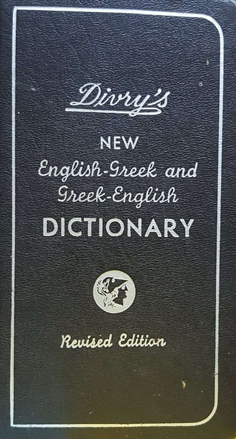 Divry's
NEW
English-Greek and
Greek-English
DICTIONARY
Revised Edition